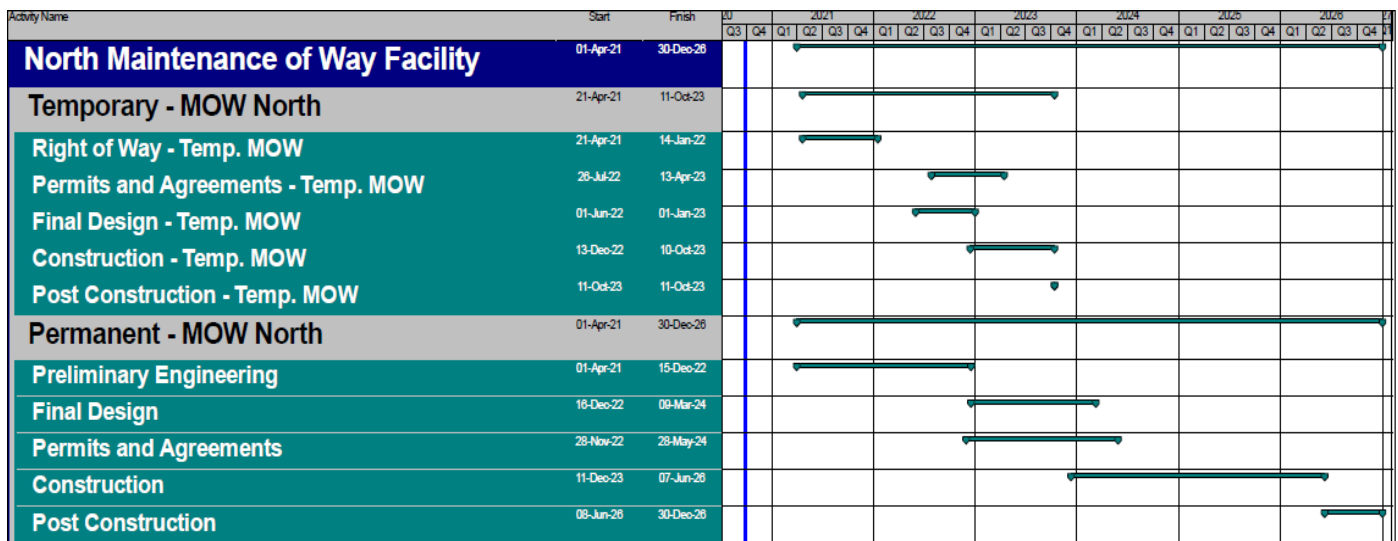 Activity Name Start Finish 20 2021 2022 2023 2024 2025 2026 27
Q3 Q4 Q1 Q2 Q3 Q4 Q1 Q2 Q3 Q4 Q1 Q2 Q3 Q4 Q1 Q2 Q3 Q4 Q1 Q2 Q3 Q4 Q1 Q2 Q3 Q4 Q1
North Maintenance of Way Facility 01-Apr-21 30-Dec-26
Temporary - MOW North 21-Apr-21 11-Oct-23
Right of Way - Temp. MOW 21-Apr-21 14-Jan-22
Permits and Agreements - Temp. MOW 26-Jul-22 13-Apr-23
Final Design - Temp. MOW 01-Jun-22 01-Jan-23
Construction - Temp. MOW 13-Dec-22 10-Oct-23
Post Construction - Temp. MOW 11-Oct-23 11-Oct-23
Permanent - MOW North 01-Apr-21 30-Dec-26
Preliminary Engineering 01-Apr-21 15-Dec-22
Final Design 16-Dec-22 09-Mar-24
Permits and Agreements 28-Nov-22 28-May-24
Construction 11-Dec-23 07-Jun-26
Post Construction 08-Jun-26 30-Dec-26